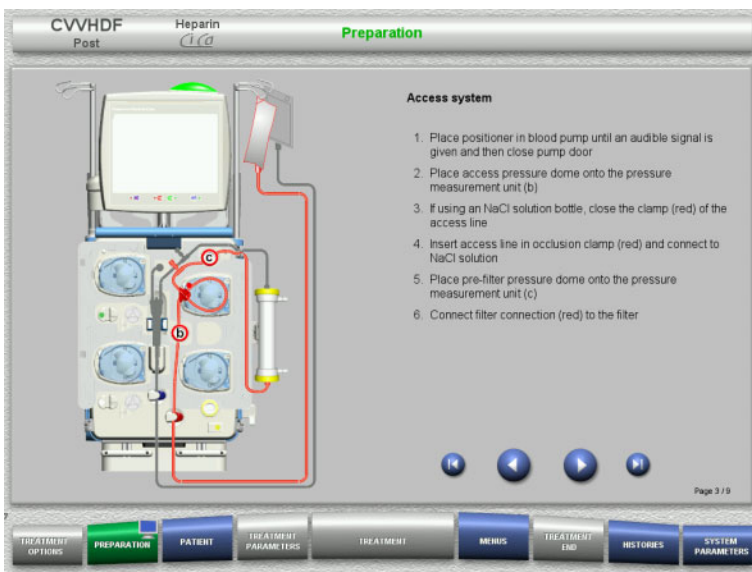 CVVHDF
Post
Heparin
Preparation
Access system
1. Place positioner in blood pump until an audible signal is
given and then close pump door
2. Place access pressure dome onto the pressure
measurement unit (b)
3. If using an NaCl solution bottle, close the clamp (red) of the
access line
4. Insert access line in occlusion clamp (red) and connect to
NaCl solution
5. Place pre-filter pressure dome onto the pressure
measurement unit (c)
6. Connect filter connection (red) to the filter
c
b
Page 3 / 9
TREATMENT
OPTIONS
PREPARATION
PATIENT
TREATMENT
PARAMETERS
TREATMENT
MENUS
TREATMENT
END
HISTORIES
SYSTEM
PARAMETERS